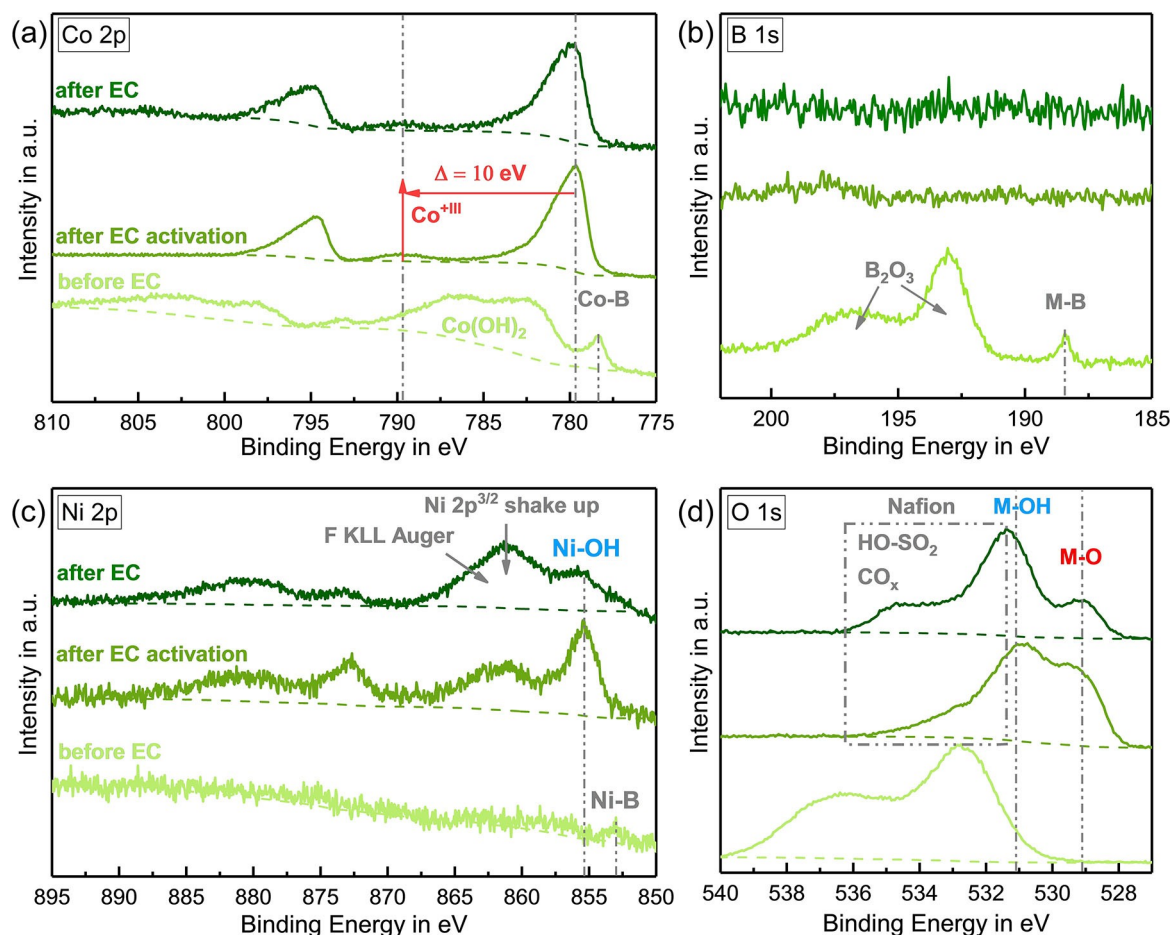 (a) Co 2p
after EC
Δ = 10 eV
Co+III
after EC activation
before EC
Co-B
Co(OH)2
Intensity in a.u.
810 805 800 795 790 785 780 775
Binding Energy in eV
(b) B 1s
B2O3
M-B
Intensity in a.u.
200 195 190 185
Binding Energy in eV
(c) Ni 2p
Ni 2p3/2 shake up
F KLL Auger
Ni-OH
after EC
after EC activation
before EC
Ni-B
Intensity in a.u.
895 890 885 880 875 870 865 860 855 850
Binding Energy in eV
(d) O 1s
Nafion
M-OH
HO-SO2
COx
M-O
Intensity in a.u.
540 538 536 534 532 530 528
Binding Energy in eV